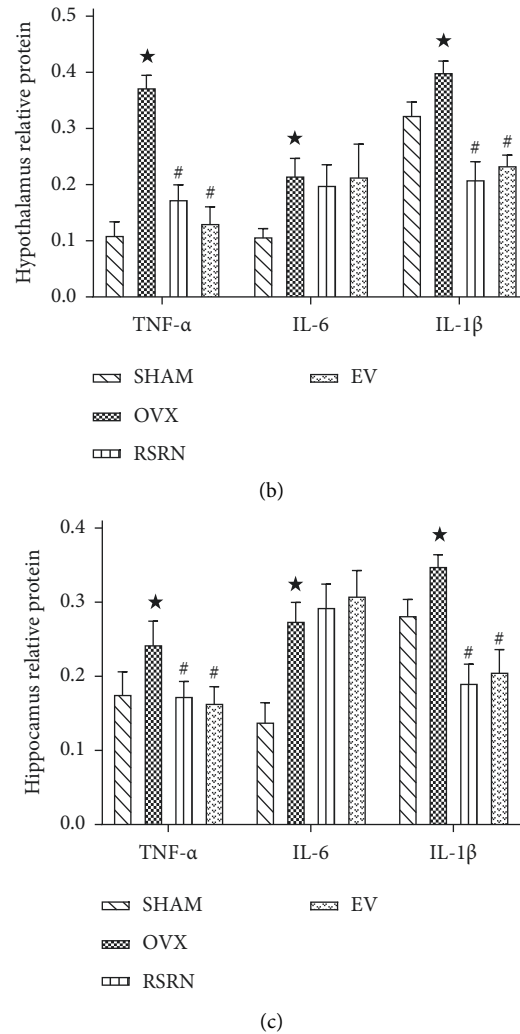 Hypothalamus relative protein
0.5
0.4
0.3
0.2
0.1
0.0
★
#
#
★
★
#
#
TNF-α IL-6 IL-1β
SHAM EV
OVX
RSRN
(b)
Hippocamus relative protein
0.4
0.3
0.2
0.1
0.0
★
#
#
★
★
#
#
TNF-α IL-6 IL-1β
SHAM EV
OVX
RSRN
(c)